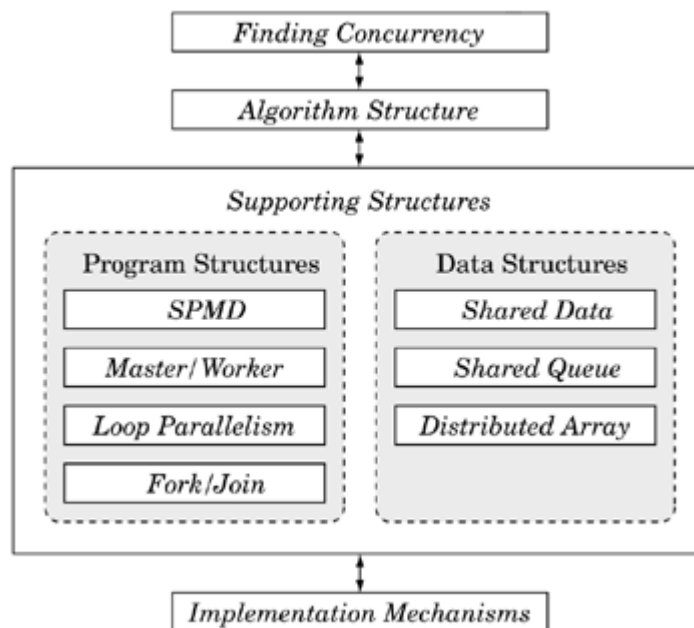 Finding Concurrency
Algorithm Structure
Supporting Structures
Program Structures
SPMD
Master/Worker
Loop Parallelism
Fork/Join
Data Structures
Shared Data
Shared Queue
Distributed Array
Implementation Mechanisms